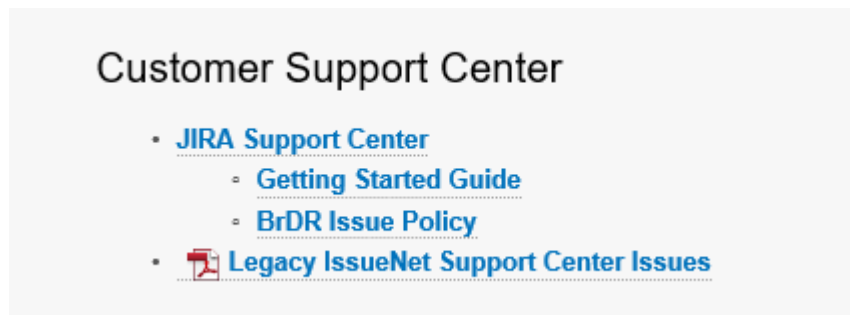 Customer Support Center
JIRA Support Center
Getting Started Guide
BrDR Issue Policy
Legacy IssueNet Support Center Issues